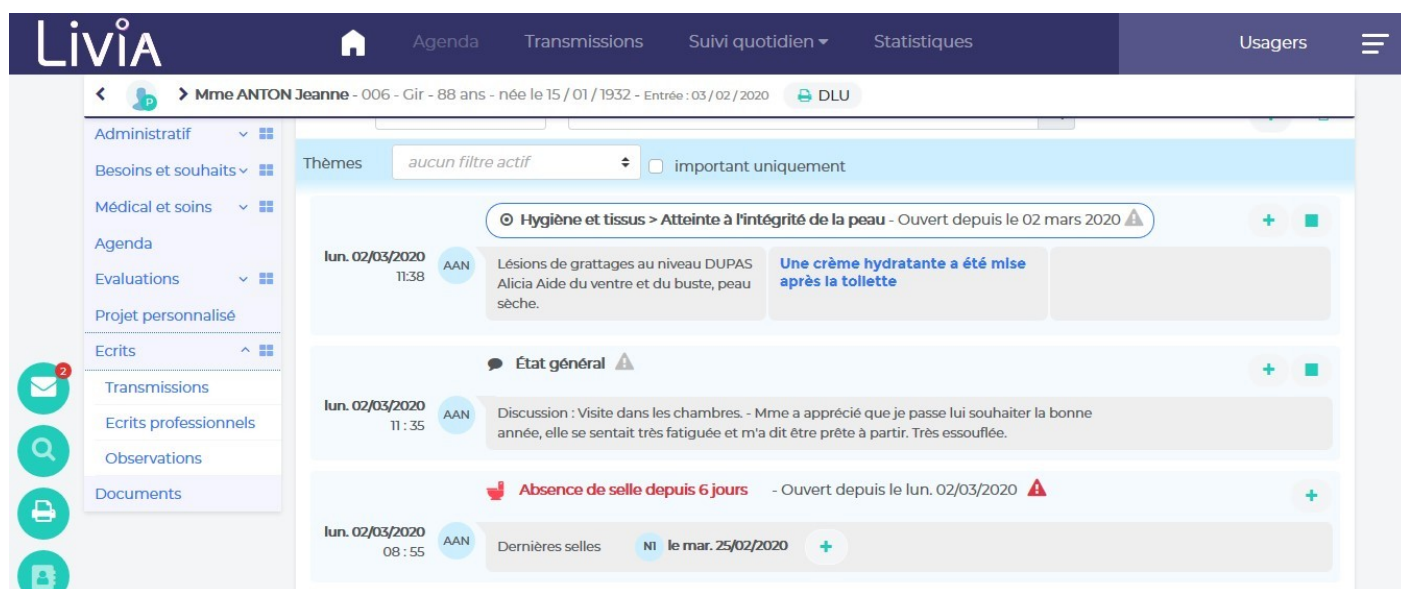 LiviA
Agenda Transmissions Suivi quotidien Statistiques Usagers
P Mme ANTON Jeanne - 006 - Gir - 88 ans - née le 15 / 01 / 1932 - Entrée : 03 / 02 / 2020 DLU
Administratif
Besoins et souhaits
Médical et soins
Agenda
Evaluations
Projet personnalisé
Ecrits
Transmissions
Ecrits professionnels
Observations
Documents
2
Thèmes aucun filtre actif important uniquement
Hygiène et tissus > Atteinte à l'intégrité de la peau - Ouvert depuis le 02 mars 2020
lun. 02/03/2020
11:38
AAN
Lésions de grattages au niveau DUPAS
Alicia Aide du ventre et du buste, peau
sèche.
Une crème hydratante a été mise
après la toilette
État général
lun. 02/03/2020
11 : 35
AAN
Discussion : Visite dans les chambres. - Mme a apprécié que je passe lui souhaiter la bonne
année, elle se sentait très fatiguée et m'a dit être prête à partir. Très essouflée.
Absence de selle depuis 6 jours - Ouvert depuis le lun. 02/03/2020
lun. 02/03/2020
08 : 55
AAN
Dernières selles N1 le mar. 25/02/2020